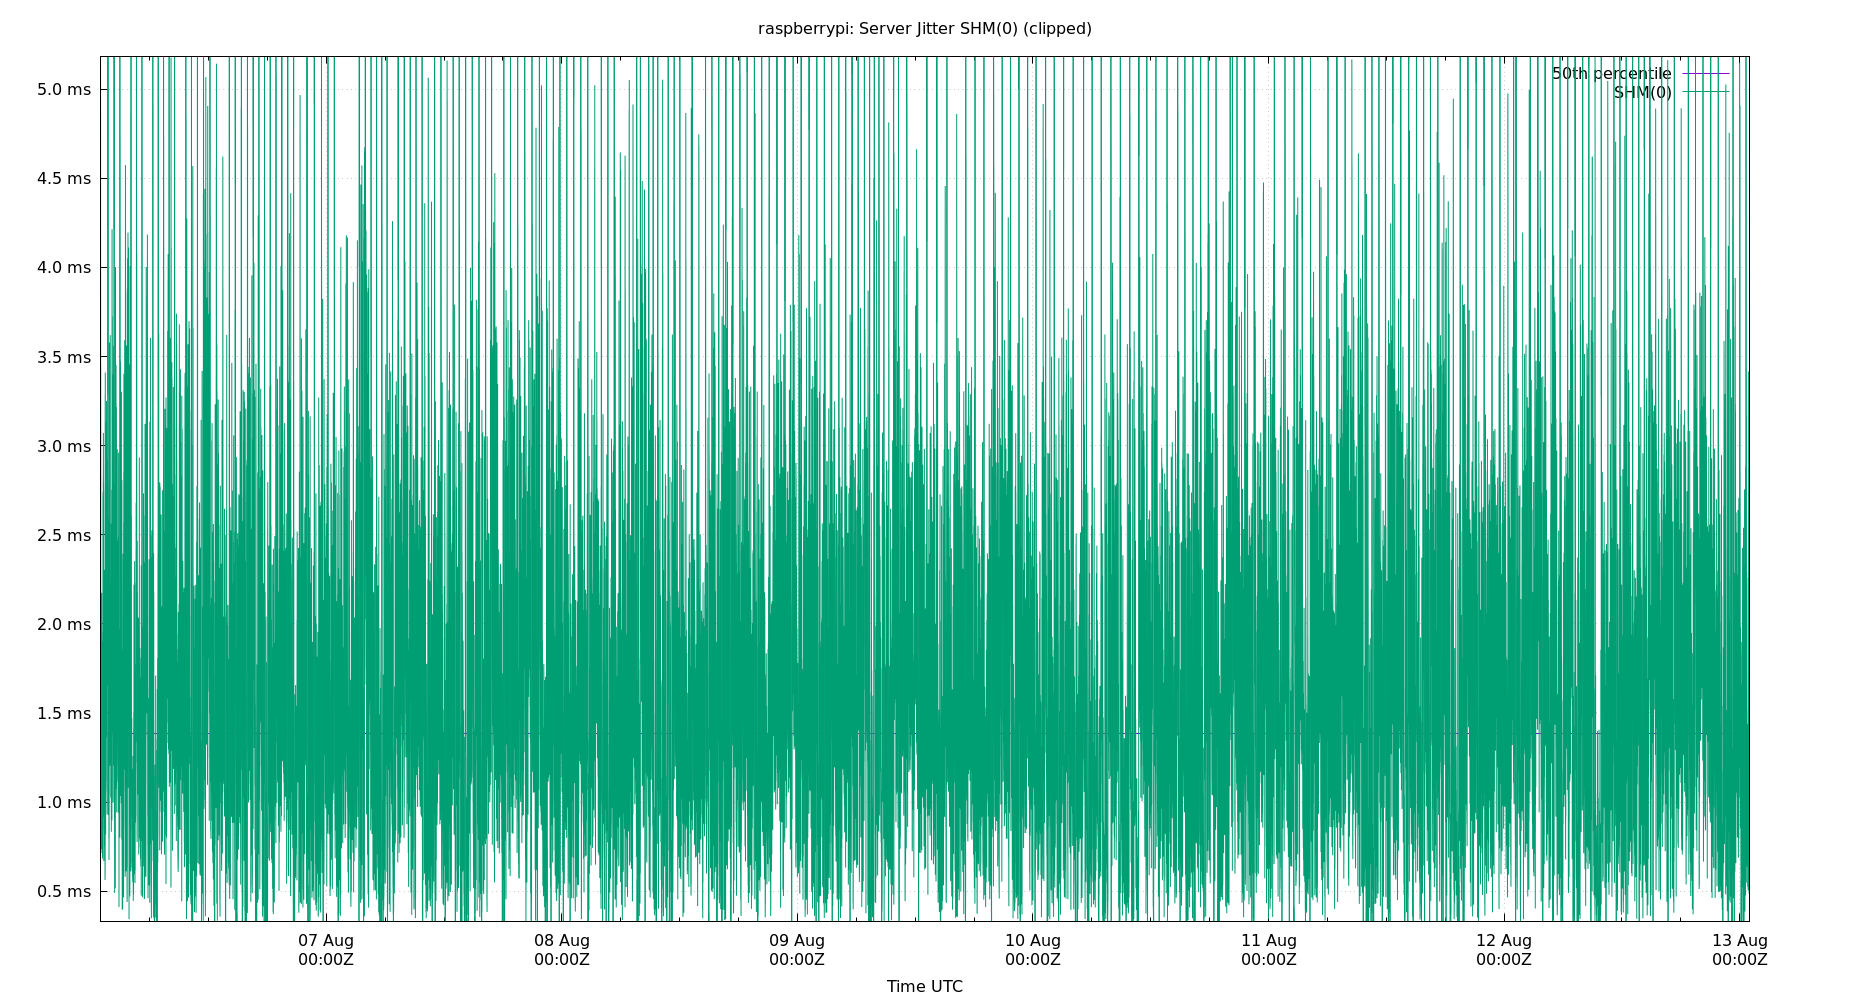 raspberrypi: Server Jitter SHM(0) (clipped)
50th percentile
SHM(0)
5.0 ms
4.5 ms
4.0 ms
3.5 ms
3.0 ms
2.5 ms
2.0 ms
1.5 ms
1.0 ms
0.5 ms
07 Aug 08 Aug 09 Aug 10 Aug 11 Aug 12 Aug 13 Aug
00:00Z 00:00Z 00:00Z 00:00Z 00:00Z 00:00Z 00:00Z
Time UTC